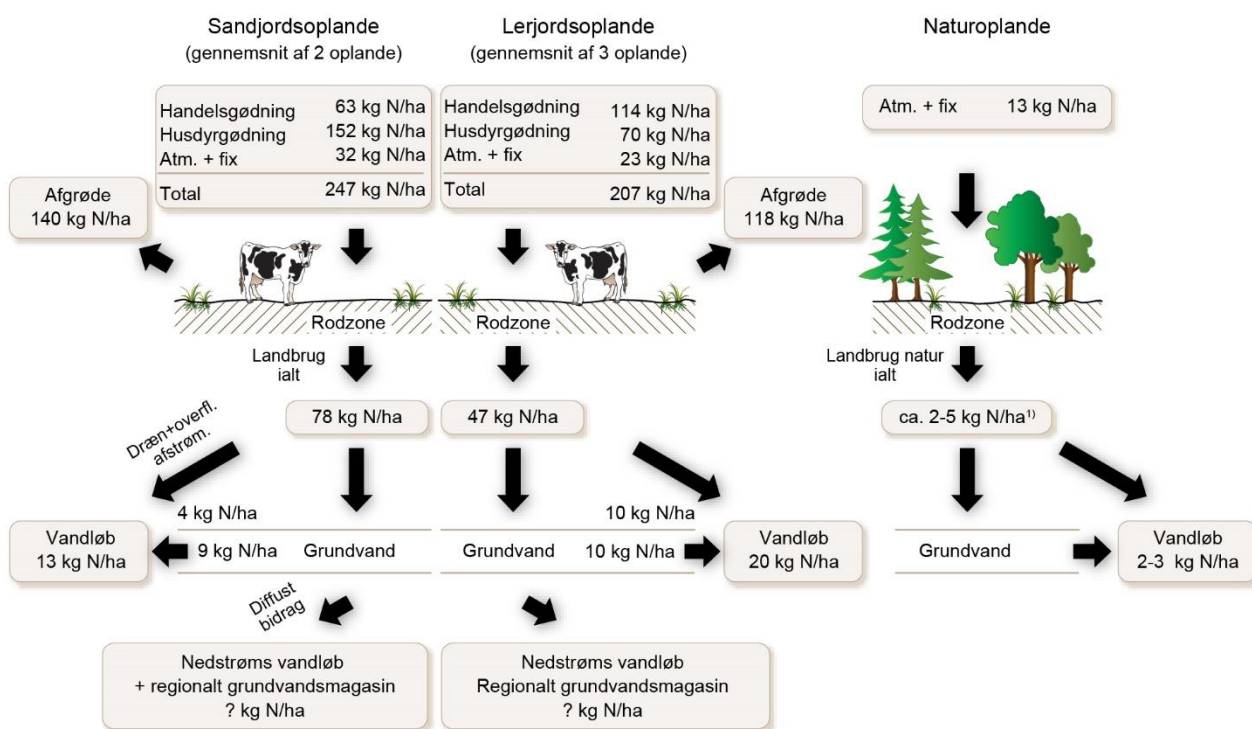 Sandjordsoplande
(gennemsnit af 2 oplande)
Handelsgødning 63 kg N/ha
Husdyrgødning 152 kg N/ha
Atm. + fix 32 kg N/ha
Total 247 kg N/ha
Afgrøde
140 kg N/ha
Rodzone
Landbrug
ialt
78 kg N/ha
Dræn+overfl.
afstrøm.
4 kg N/ha
Vandløb
13 kg N/ha
9 kg N/ha
Grundvand
Diffust
bidrag
Nedstrøms vandløb
+ regionalt grundvandsmagasin
? kg N/ha
Lerjordsoplande
(gennemsnit af 3 oplande)
Handelsgødning 114 kg N/ha
Husdyrgødning 70 kg N/ha
Atm. + fix 23 kg N/ha
Total 207 kg N/ha
Afgrøde
118 kg N/ha
Rodzone
47 kg N/ha
10 kg N/ha
Grundvand
10 kg N/ha
Vandløb
20 kg N/ha
Nedstrøms vandløb
Regionalt grundvandsmagasin
? kg N/ha
Naturoplande
Atm. + fix 13 kg N/ha
Rodzone
Landbrug natur
ialt
ca. 2-5 kg N/ha¹⁾
Grundvand
Vandløb
2-3 kg N/ha